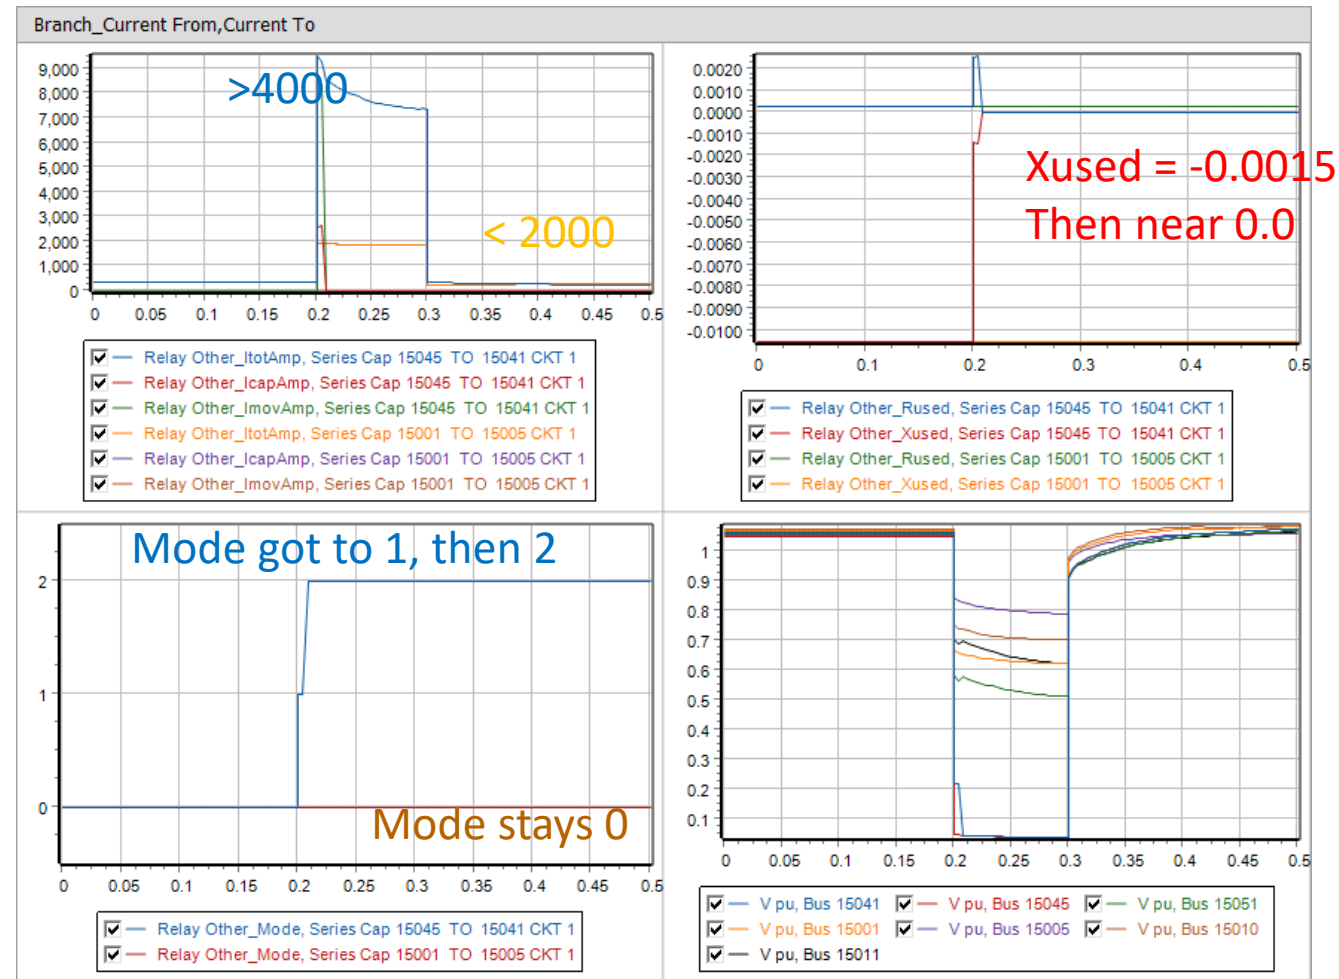 Branch_Current From,Current To
9,000
8,000
7,000
6,000
5,000
4,000
3,000
2,000
1,000
0
>4000
< 2000
0 0.05 0.1 0.15 0.2 0.25 0.3 0.35 0.4 0.45 0.5
Relay Other_ItotAmp, Series Cap 15045 TO 15041 CKT 1
Relay Other_IcapAmp, Series Cap 15045 TO 15041 CKT 1
Relay Other_ImovAmp, Series Cap 15045 TO 15041 CKT 1
Relay Other_ItotAmp, Series Cap 15001 TO 15005 CKT 1
Relay Other_IcapAmp, Series Cap 15001 TO 15005 CKT 1
Relay Other_ImovAmp, Series Cap 15001 TO 15005 CKT 1
0.0020
0.0010
0.0000
-0.0010
-0.0020
-0.0030
-0.0040
-0.0050
-0.0060
-0.0070
-0.0080
-0.0090
-0.0100
Xused = -0.0015
Then near 0.0
0 0.1 0.2 0.3 0.4 0.5
Relay Other_Rused, Series Cap 15045 TO 15041 CKT 1
Relay Other_Xused, Series Cap 15045 TO 15041 CKT 1
Relay Other_Rused, Series Cap 15001 TO 15005 CKT 1
Relay Other_Xused, Series Cap 15001 TO 15005 CKT 1
Mode got to 1, then 2
2
1
0
Mode stays 0
0 0.05 0.1 0.15 0.2 0.25 0.3 0.35 0.4 0.45 0.5
Relay Other_Mode, Series Cap 15045 TO 15041 CKT 1
Relay Other_Mode, Series Cap 15001 TO 15005 CKT 1
1
0.9
0.8
0.7
0.6
0.5
0.4
0.3
0.2
0.1
0 0.05 0.1 0.15 0.2 0.25 0.3 0.35 0.4 0.45 0.5
V pu, Bus 15041 V pu, Bus 15045 V pu, Bus 15051
V pu, Bus 15001 V pu, Bus 15005 V pu, Bus 15010
V pu, Bus 15011